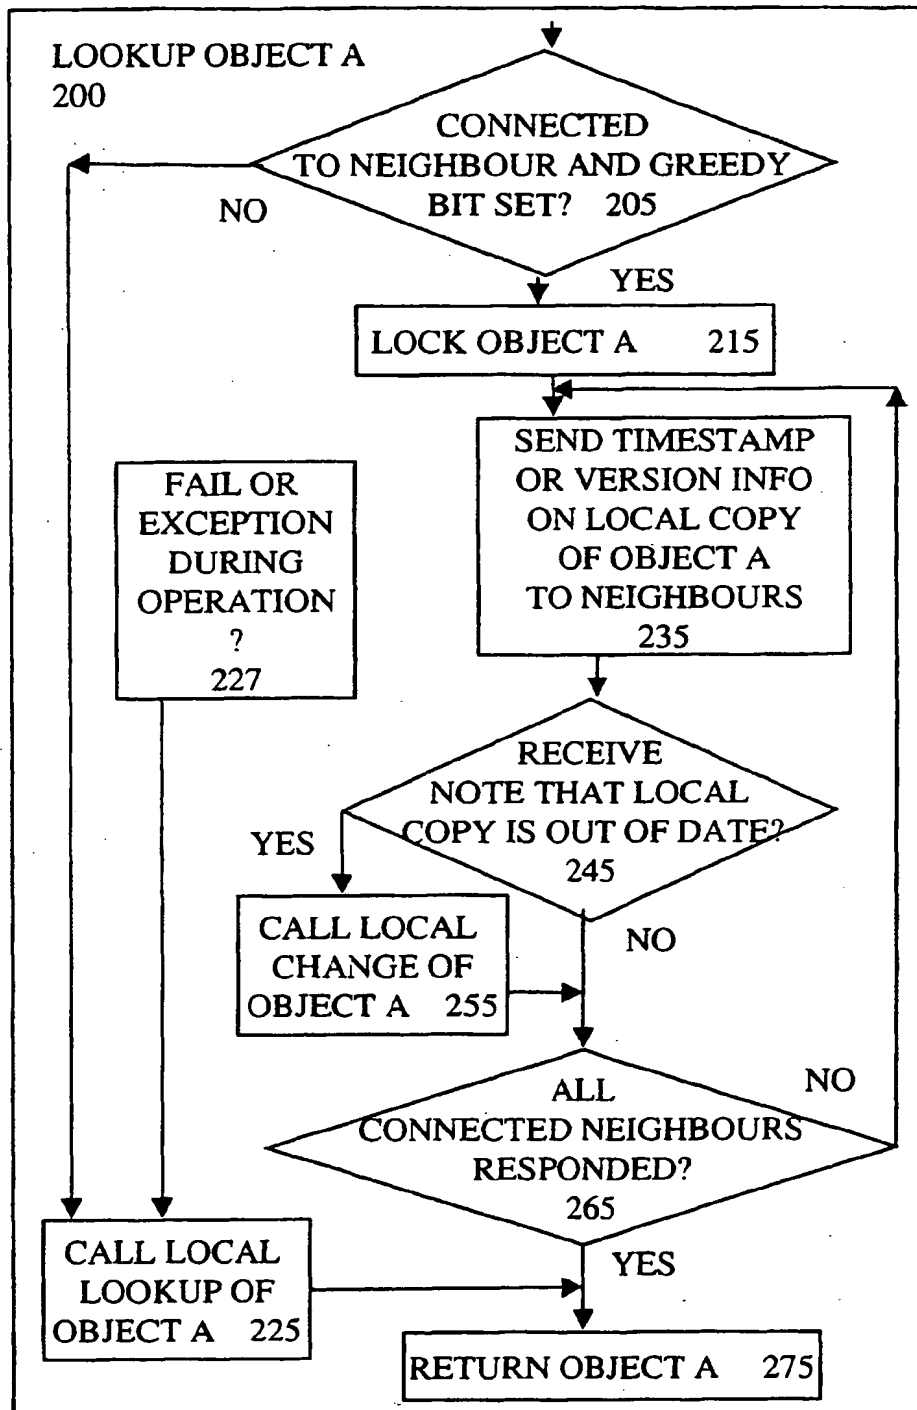 LOOKUP OBJECT A
200
CONNECTED
TO NEIGHBOUR AND GREEDY
BIT SET? 205
NO
YES
LOCK OBJECT A 215
SEND TIMESTAMP
OR VERSION INFO
ON LOCAL COPY
OF OBJECT A
TO NEIGHBOURS
235
FAIL OR
EXCEPTION
DURING
OPERATION
?
227
RECEIVE
NOTE THAT LOCAL
COPY IS OUT OF DATE?
245
YES
NO
CALL LOCAL
CHANGE OF
OBJECT A 255
ALL
CONNECTED NEIGHBOURS
RESPONDED?
265
NO
YES
CALL LOCAL
LOOKUP OF
OBJECT A 225
RETURN OBJECT A 275